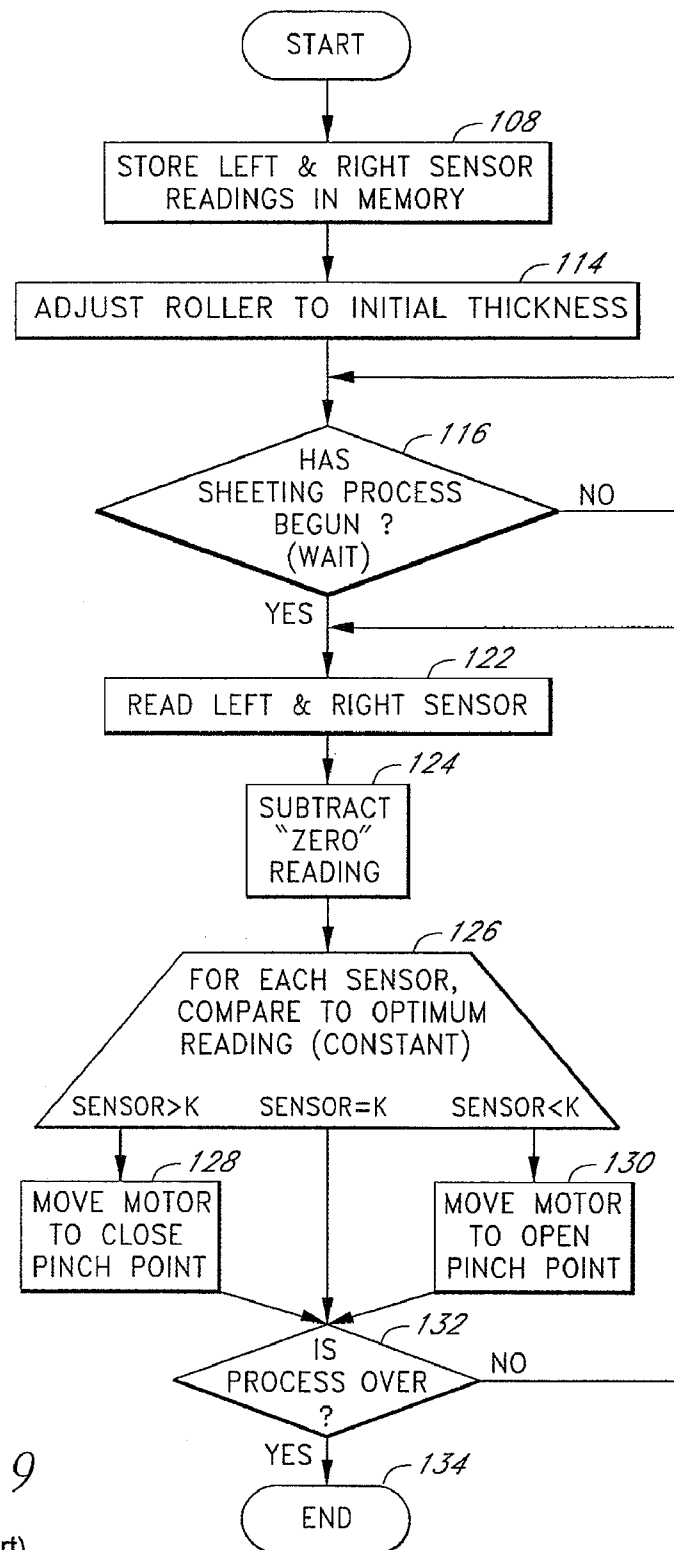 START
108
STORE LEFT & RIGHT SENSOR
READINGS IN MEMORY
114
ADJUST ROLLER TO INITIAL THICKNESS
116
HAS
SHEETING PROCESS
BEGUN ?
(WAIT)
NO
YES
122
READ LEFT & RIGHT SENSOR
124
SUBTRACT
"ZERO"
READING
126
FOR EACH SENSOR,
COMPARE TO OPTIMUM
READING (CONSTANT)
SENSOR>K SENSOR=K SENSOR<K
128
MOVE MOTOR
TO CLOSE
PINCH POINT
130
MOVE MOTOR
TO OPEN
PINCH POINT
132
IS
PROCESS OVER
?
NO
YES
9
134
END